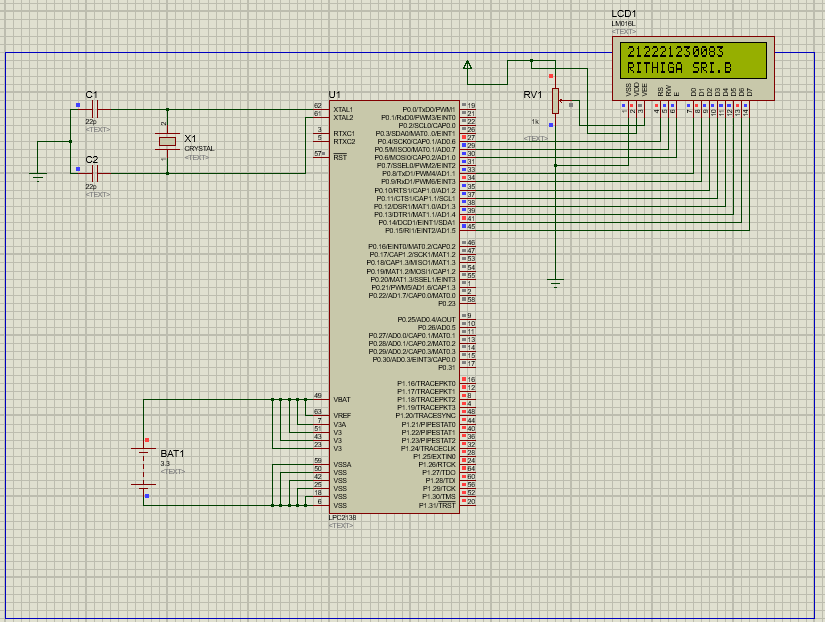 LCD1
LM016L
<TEXT>
212221230083
RITHIGA SRI.B
VSS VDD VEE RS RW E D0 D1 D2 D3 D4 D5 D6 D7
1 2 3 4 5 6 7 8 9 10 11 12 13 14
RV1
1k
<TEXT>
C1
22p
<TEXT>
C2
22p
<TEXT>
X1
CRYSTAL
<TEXT>
2
1
U1
62 XTAL1
61 XTAL2
3 RTXC1
5 RTXC2
57 RST
49 VBAT
63 VREF
7 V3A
51 V3
43 V3
23 V3
59 VSSA
50 VSS
42 VSS
25 VSS
18 VSS
6 VSS
P0.0/TxD0/PWM1 19
P0.1/RxD0/PWM3/EINT0 21
P0.2/SCL0/CAP0.0 22
P0.3/SDA0/MAT0.0/EINT1 26
P0.4/SCK0/CAP0.1/AD0.6 27
P0.5/MISO0/MAT0.1/AD0.7 29
P0.6/MOSI0/CAP0.2/AD1.0 30
P0.7/SSEL0/PWM2/EINT2 31
P0.8/TxD1/PWM4/AD1.1 33
P0.9/RxD1/PWM6/EINT3 34
P0.10/RTS1/CAP1.0/AD1.2 35
P0.11/CTS1/CAP1.1/SCL1 37
P0.12/DSR1/MAT1.0/AD1.3 38
P0.13/DTR1/MAT1.1/AD1.4 39
P0.14/DCD1/EINT1/SDA1 41
P0.15/RI1/EINT2/AD1.5 45
P0.16/EINT0/MAT0.2/CAP0.2 46
P0.17/CAP1.2/SCK1/MAT1.2 47
P0.18/CAP1.3/MISO1/MAT1.3 53
P0.19/MAT1.2/MOSI1/CAP1.2 54
P0.20/MAT1.3/SSEL1/EINT3 55
P0.21/PWM5/AD1.6/CAP1.3 1
P0.22/AD1.7/CAP0.0/MAT0.0 2
P0.23 58
P0.25/AD0.4/AOUT 9
P0.26/AD0.5 10
P0.27/AD0.0/CAP0.1/MAT0.1 11
P0.28/AD0.1/CAP0.2/MAT0.2 13
P0.29/AD0.2/CAP0.3/MAT0.3 14
P0.30/AD0.3/EINT3/CAP0.0 15
P0.31 17
P1.16/TRACEPKT0 16
P1.17/TRACEPKT1 12
P1.18/TRACEPKT2 8
P1.19/TRACEPKT3 4
P1.20/TRACESYNC 48
P1.21/PIPESTAT0 44
P1.22/PIPESTAT1 40
P1.23/PIPESTAT2 36
P1.24/TRACECLK 32
P1.25/EXTIN0 28
P1.26/RTCK 24
P1.27/TDO 64
P1.28/TDI 60
P1.29/TCK 56
P1.30/TMS 52
P1.31/TRST 20
LPC2138
<TEXT>
BAT1
3.3
<TEXT>